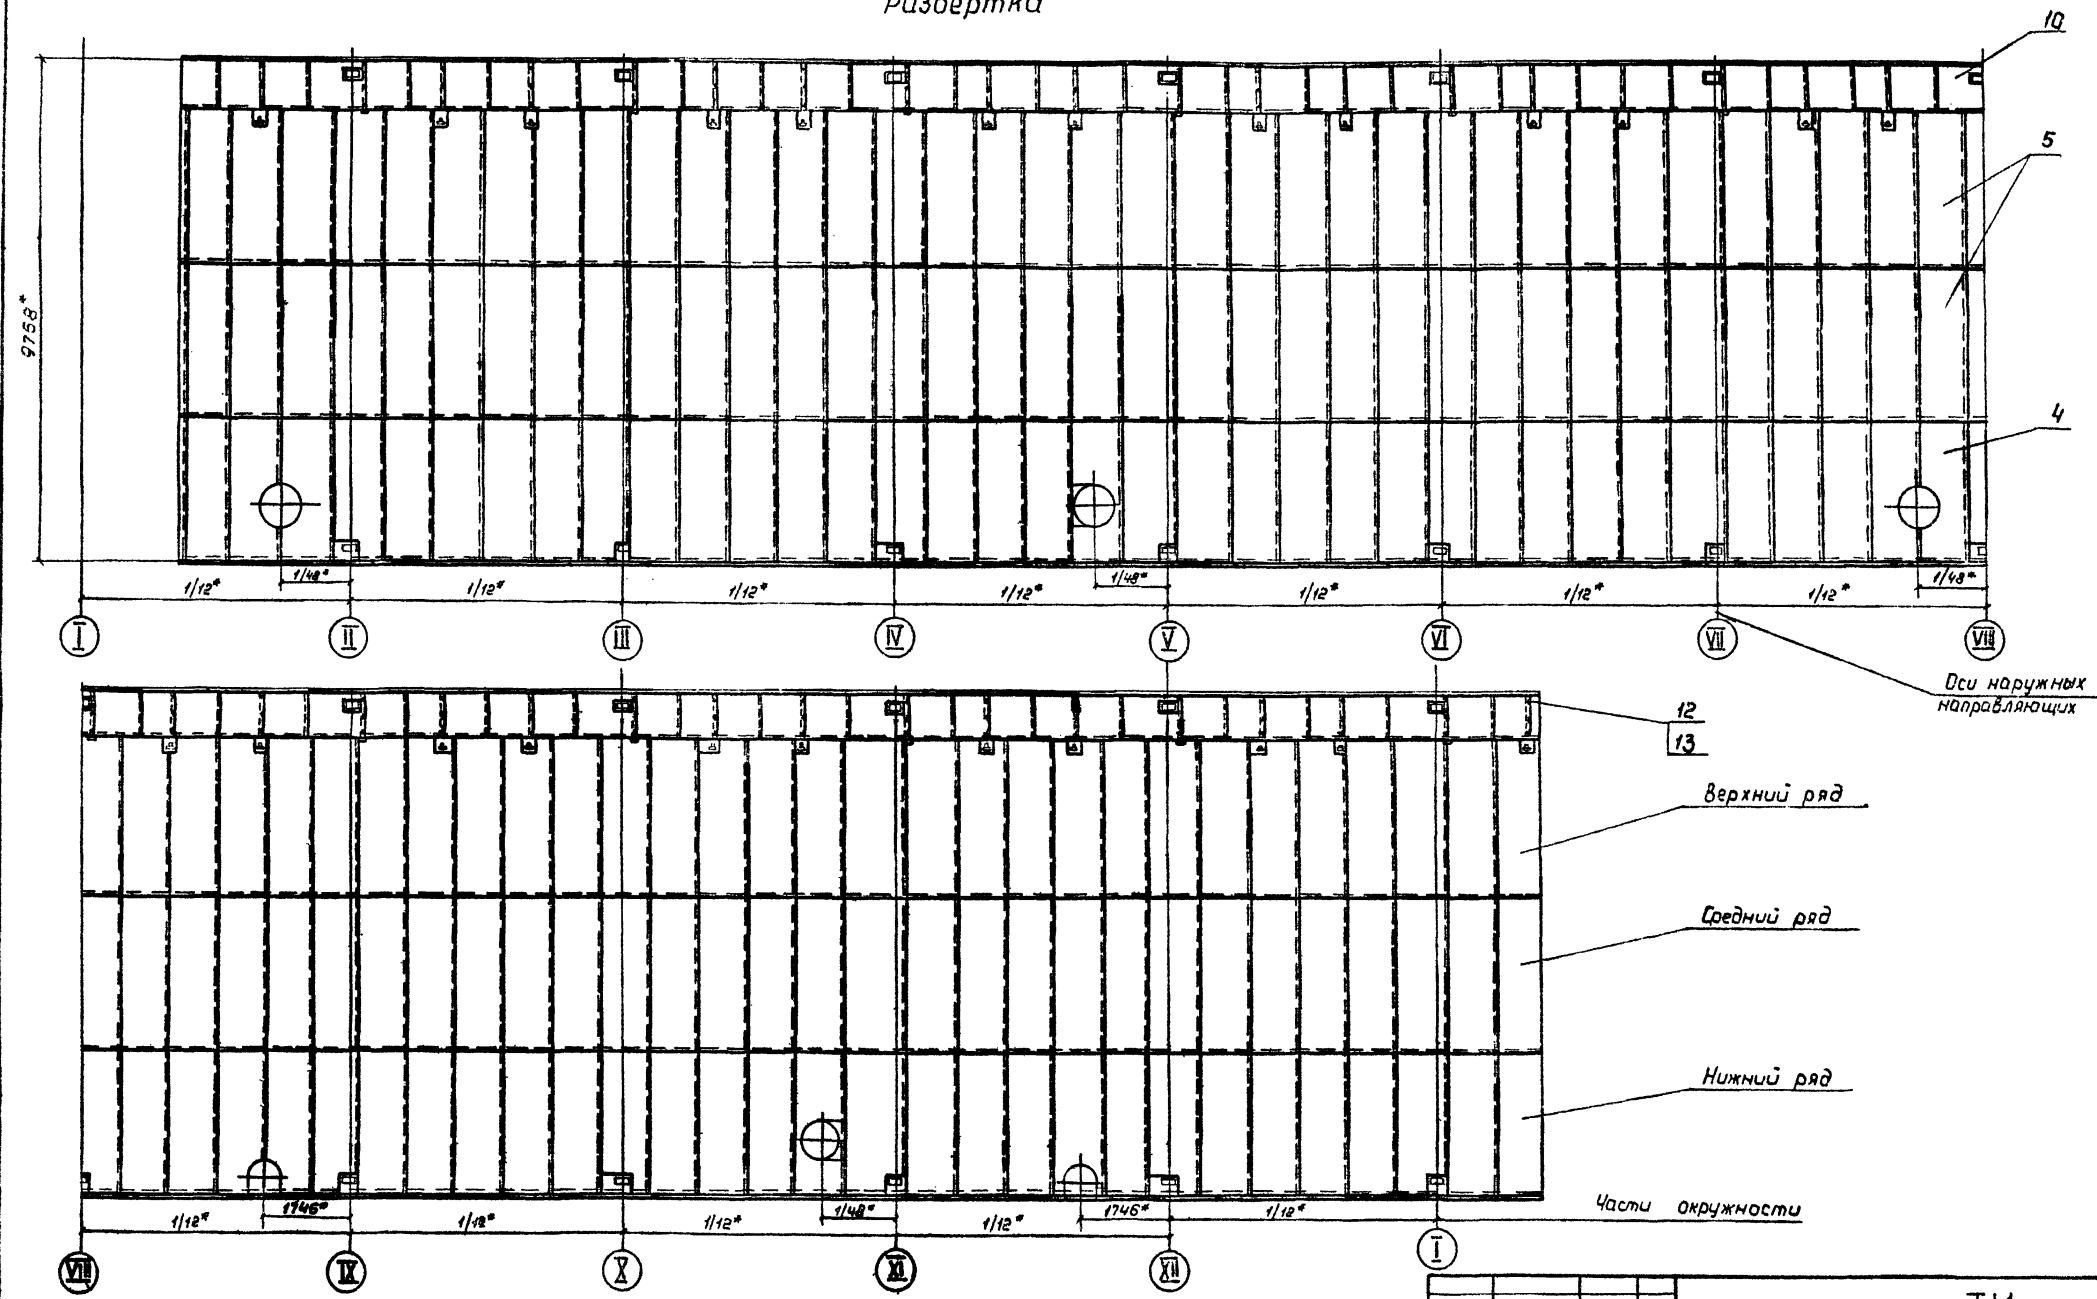 Развертка
10
5
4
9768*
1/12*
1/48*
1/12*
1/12*
1/12*
1/48*
1/12*
1/12*
1/12*
1/48*
I
II
III
IV
V
VI
VII
VIII
Оси наружных
направляющих
12
13
Верхний ряд
Средний ряд
Нижний ряд
Части окружности
1/12*
1746*
1/12*
1/12*
1/48*
1/12*
1746*
1/12*
VIII
IX
X
XI
XII
I